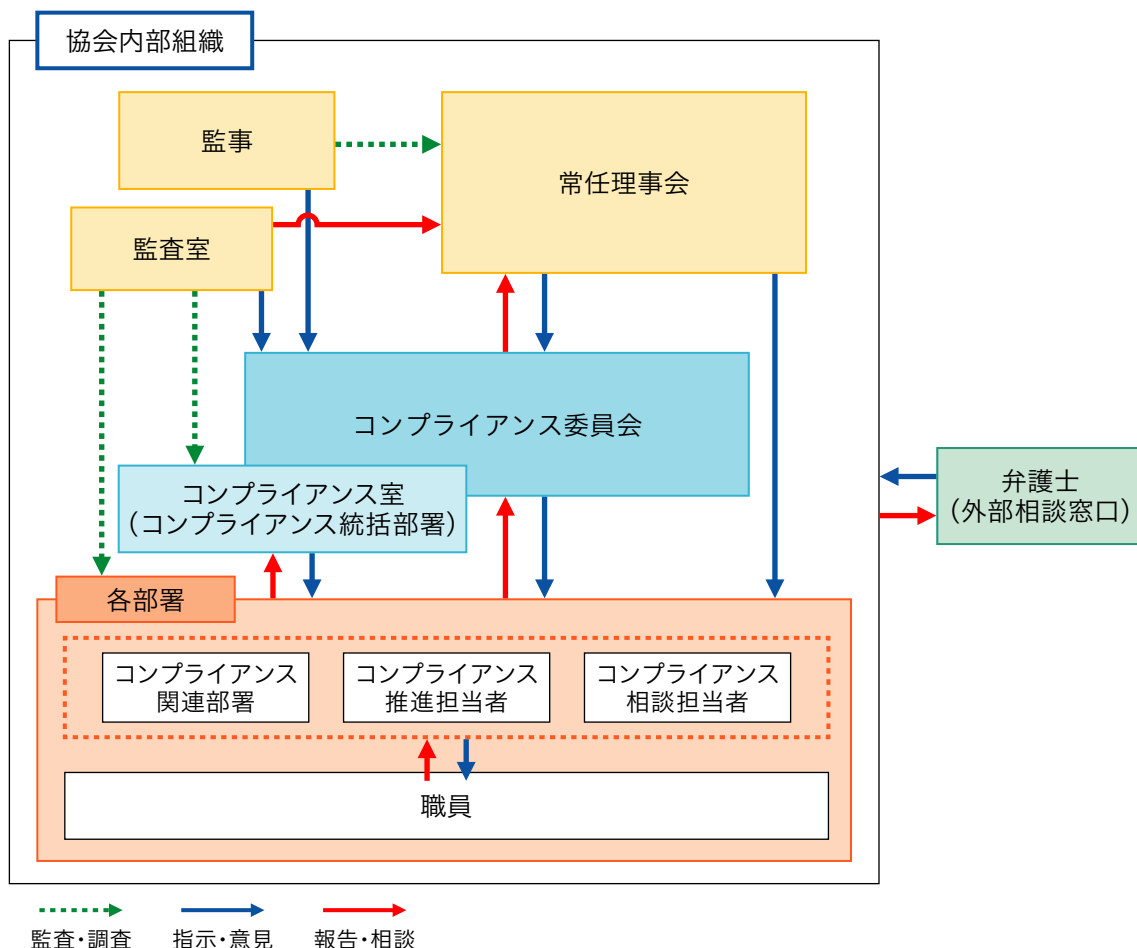 協会内部組織
監事
常任理事会
監査室
コンプライアンス委員会
コンプライアンス室
（コンプライアンス統括部署）
弁護士
（外部相談窓口）
各部署
コンプライアンス
関連部署
コンプライアンス
推進担当者
コンプライアンス
相談担当者
職員
監査・調査
指示・意見
報告・相談